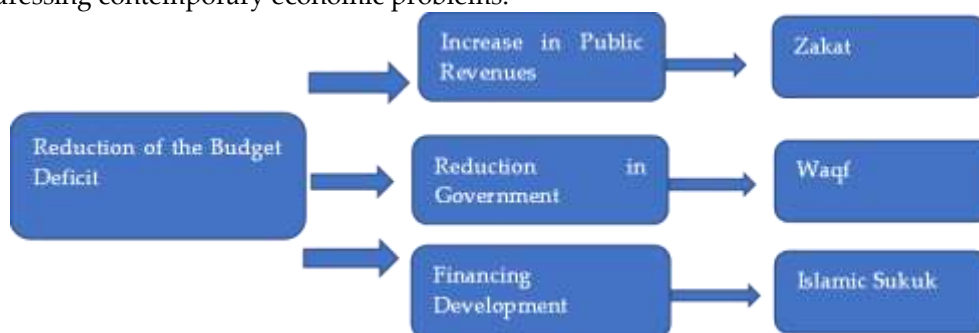 dressing contemporary economic problems.
Increase in Public
Revenues
Zakat
Reduction of the Budget
Deficit
Reduction in
Government
Waqf
Financing
Development
Islamic Sukuk